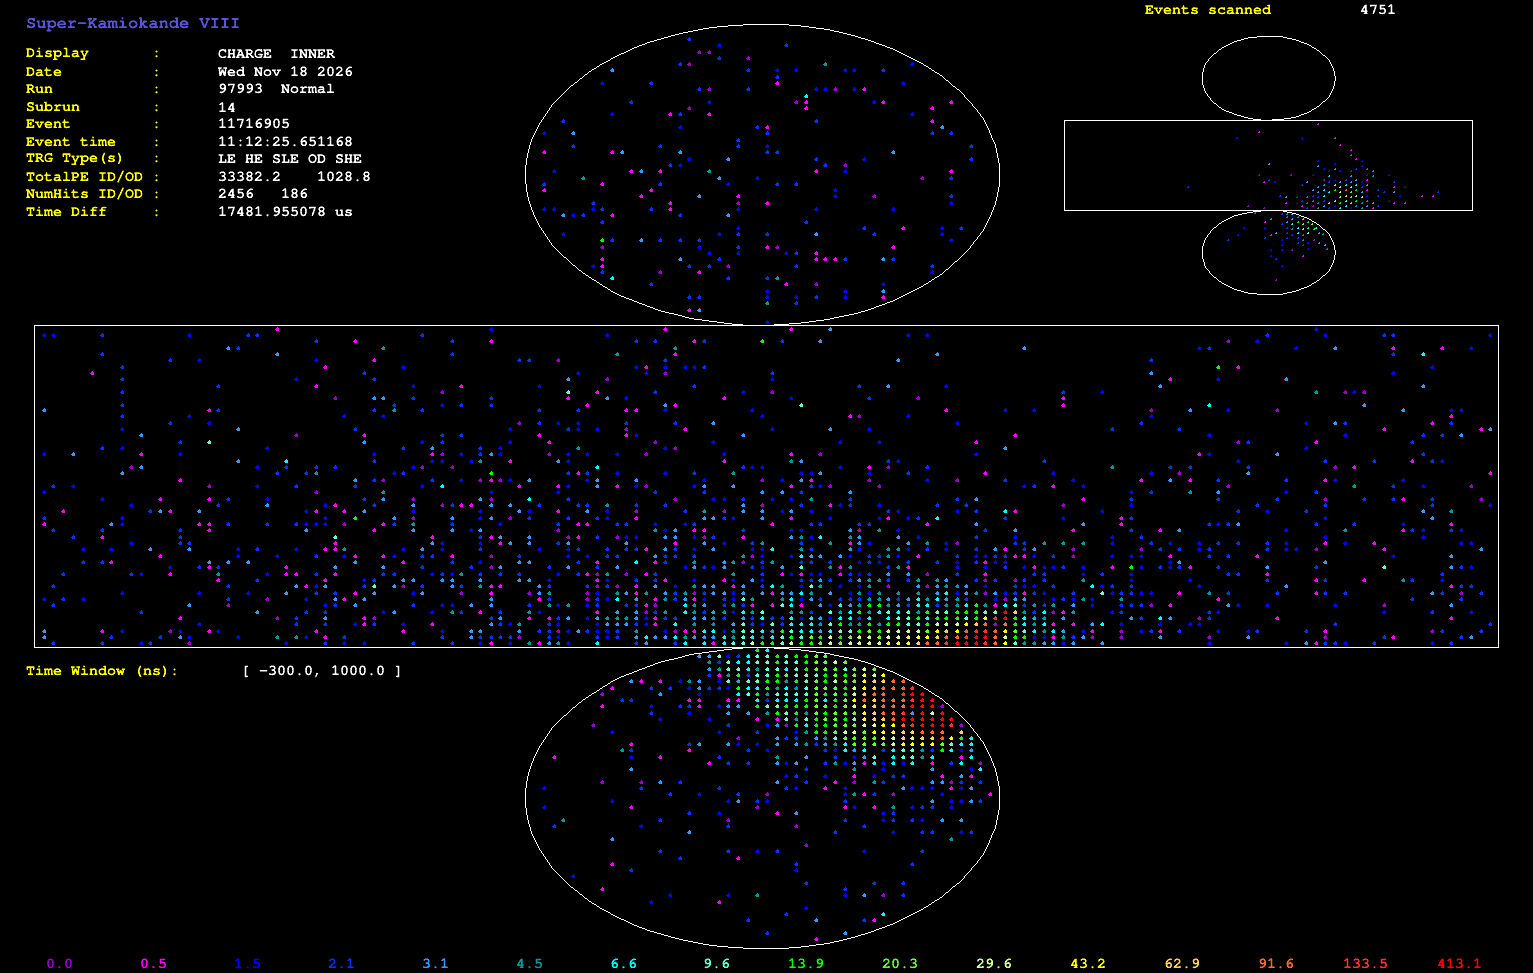 Super-Kamiokande VIII
Events scanned 4751
Display : CHARGE INNER
Date : Wed Nov 18 2026
Run : 97993 Normal
Subrun : 14
Event : 11716905
Event time : 11:12:25.651168
TRG Type(s) : LE HE SLE OD SHE
TotalPE ID/OD : 33382.2 1028.8
NumHits ID/OD : 2456 186
Time Diff : 17481.955078 us
Time Window (ns): [ −300.0, 1000.0 ]
0.0 0.5 1.5 2.1 3.1 4.5 6.6 9.6 13.9 20.3 29.6 43.2 62.9 91.6 133.5 413.1